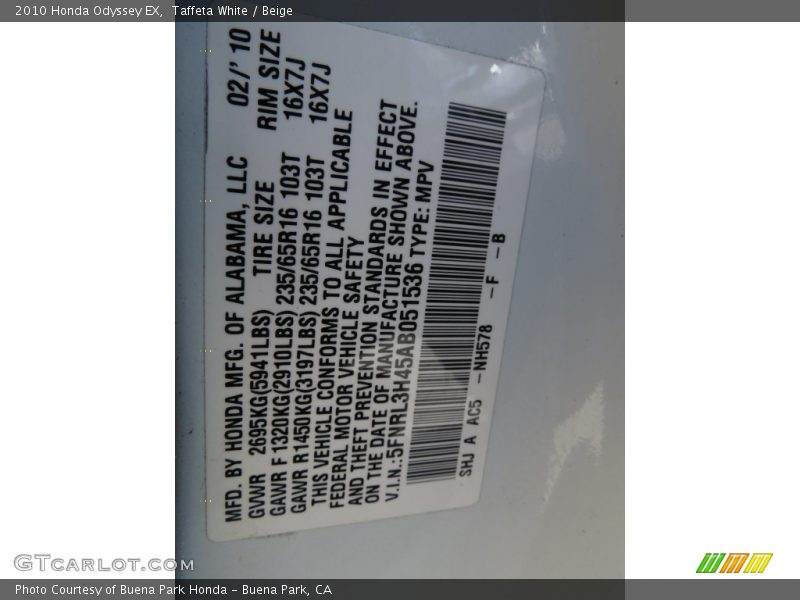 2010 Honda Odyssey EX, Taffeta White / Beige
MFD. BY HONDA MFG. OF ALABAMA, LLC 02/' 10
GVWR 2695KG(5941LBS) TIRE SIZE RIM SIZE
GAWR F 1320KG(2910LBS) 235/65R16 103T 16X7J
GAWR R1450KG(3197LBS) 235/65R16 103T 16X7J
THIS VEHICLE CONFORMS TO ALL APPLICABLE
FEDERAL MOTOR VEHICLE SAFETY
AND THEFT PREVENTION STANDARDS IN EFFECT
ON THE DATE OF MANUFACTURE SHOWN ABOVE.
V.I.N.:5FNRL3H45AB051536 TYPE: MPV
SHJ A AC5 -NH578 -F -B
GTCARLOT.COM
Photo Courtesy of Buena Park Honda - Buena Park, CA